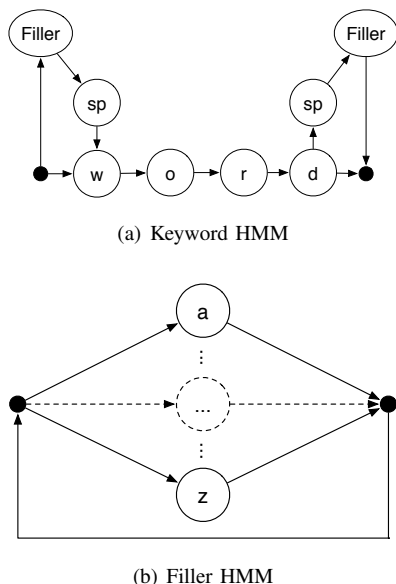 Filler Filler
sp sp
w o r d
(a) Keyword HMM
a
⋮
...
⋮
z
(b) Filler HMM